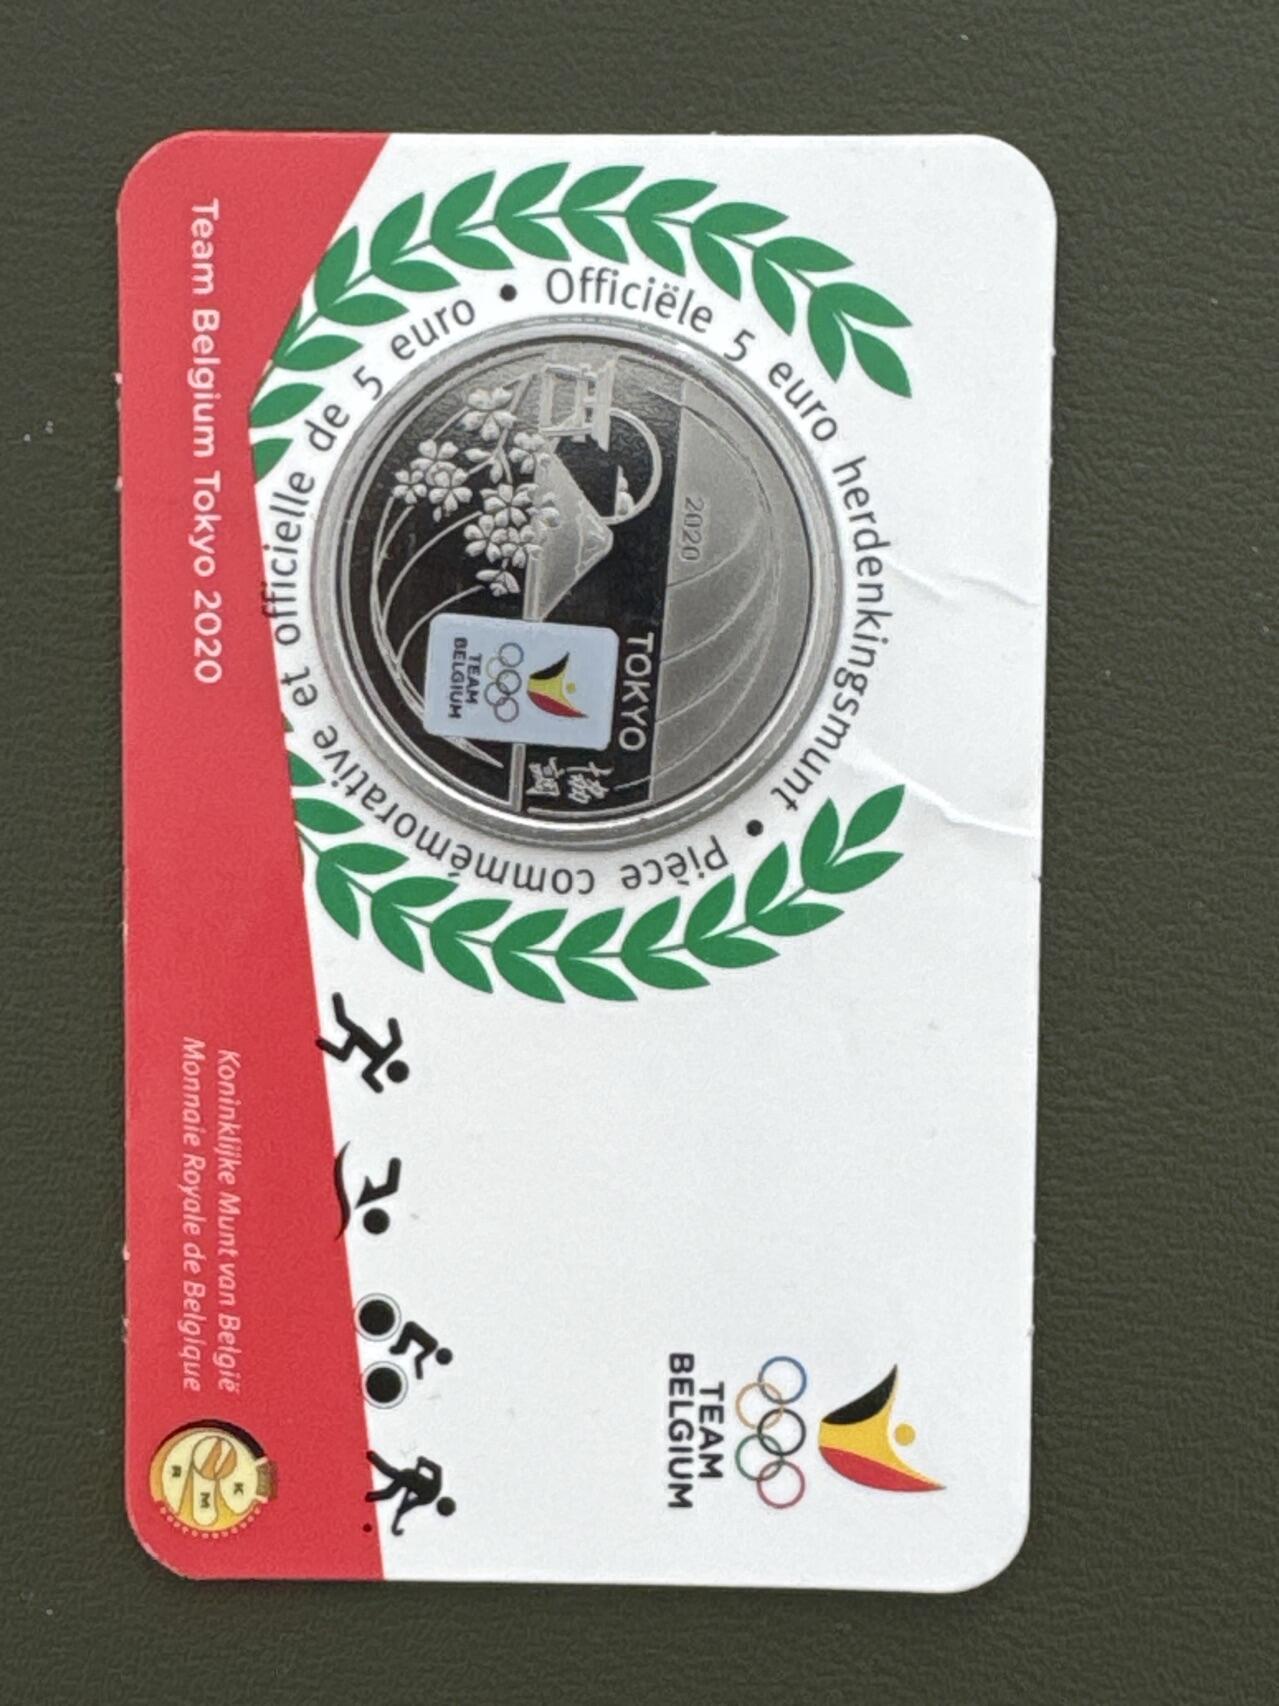 Officiële 5 euro herdenkingsmunt •
Pièce commémorative et officielle de 5 euro •
2020
TOKYO
協調
TEAM
BELGIUM
TEAM
BELGIUM
Team Belgium Tokyo 2020
Koninklijke Munt van België
Monnaie Royale de Belgique
K
R M